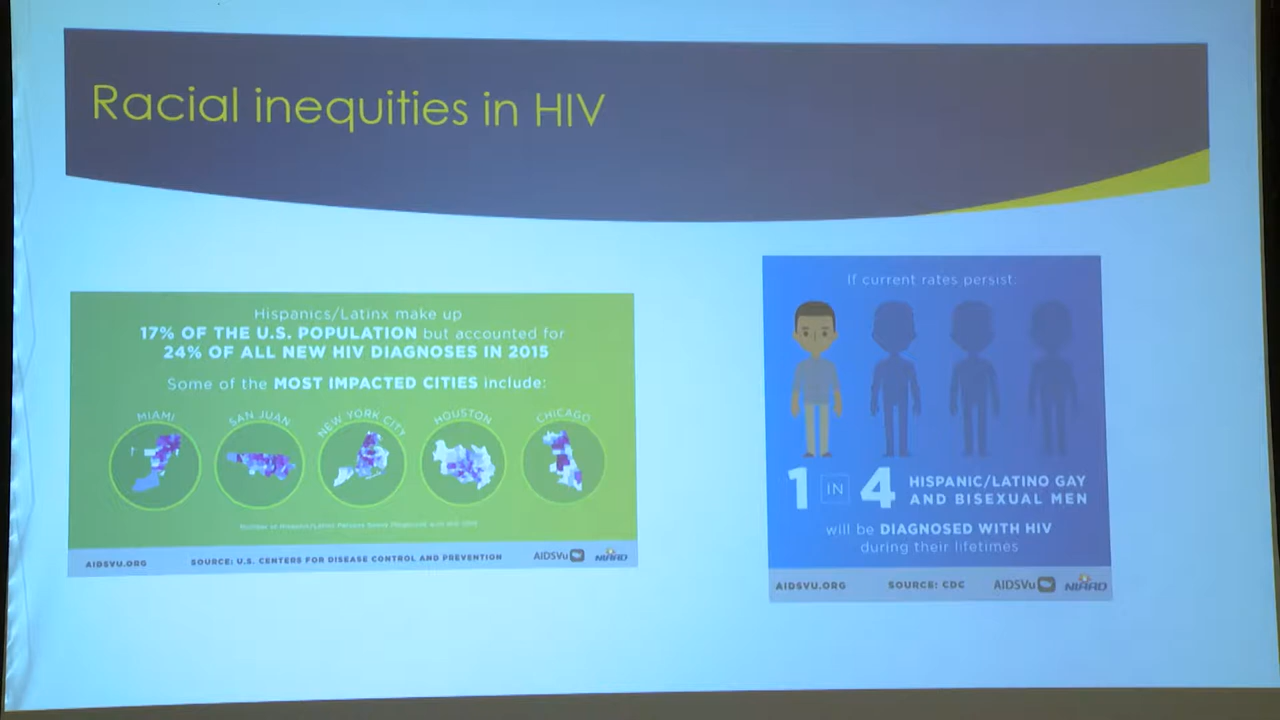 Racial inequities in HIV
Hispanics/Latinx make up
17% OF THE U.S. POPULATION but accounted for
24% OF ALL NEW HIV DIAGNOSES IN 2015
Some of the MOST IMPACTED CITIES include:
MIAMI
SAN JUAN
NEW YORK CITY
HOUSTON
CHICAGO
AIDSVU.ORG
SOURCE: U.S. CENTERS FOR DISEASE CONTROL AND PREVENTION
AIDSVu
If current rates persist,
1 IN 4 HISPANIC/LATINO GAY
AND BISEXUAL MEN
will be DIAGNOSED WITH HIV
during their lifetimes
AIDSVU.ORG
SOURCE: CDC
AIDSVu